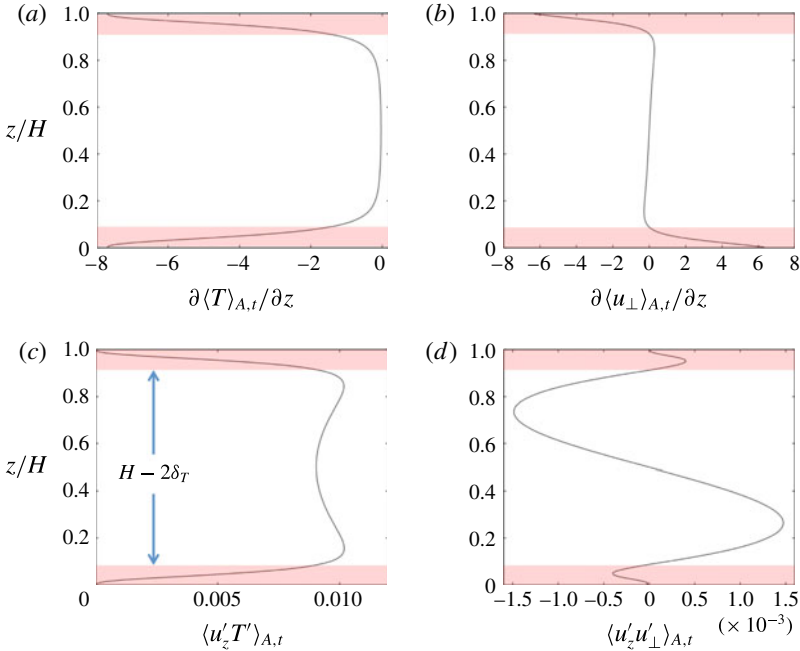 (a)
1.0
0.8
0.6
z/H
0.4
0.2
0
−8 −6 −4 −2 0
∂⟨T⟩A,t/∂z
(b)
1.0
0.8
0.6
0.4
0.2
0
−8 −6 −4 −2 0 2 4 6 8
∂⟨u⊥⟩A,t/∂z
(c)
1.0
0.8
0.6
z/H
H − 2δT
0.4
0.2
0
0 0.005 0.010
⟨u′zT′⟩A,t
(d)
1.0
0.8
0.6
0.4
0.2
0
−1.5 −1.0 −0.5 0 0.5 1.0 1.5
(× 10−3)
⟨u′zu′⊥⟩A,t